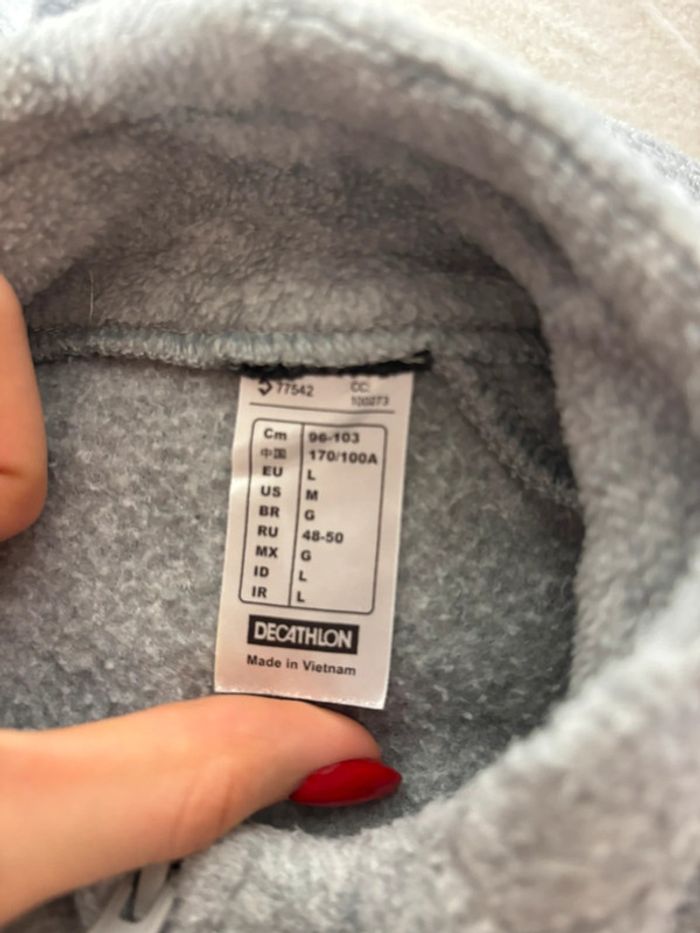 77542
CC:
100273
Cm 96-103
中国 170/100A
EU L
US M
BR G
RU 48-50
MX G
ID L
IR L
DECATHLON
Made in Vietnam